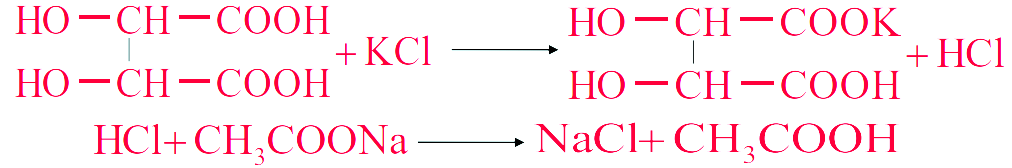 HO — CH — COOH        HO — CH — COOK
+ KCl ⟶ + HCl
HO — CH — COOH        HO — CH — COOH
HCl + CH₃COONa ⟶ NaCl + CH₃COOH